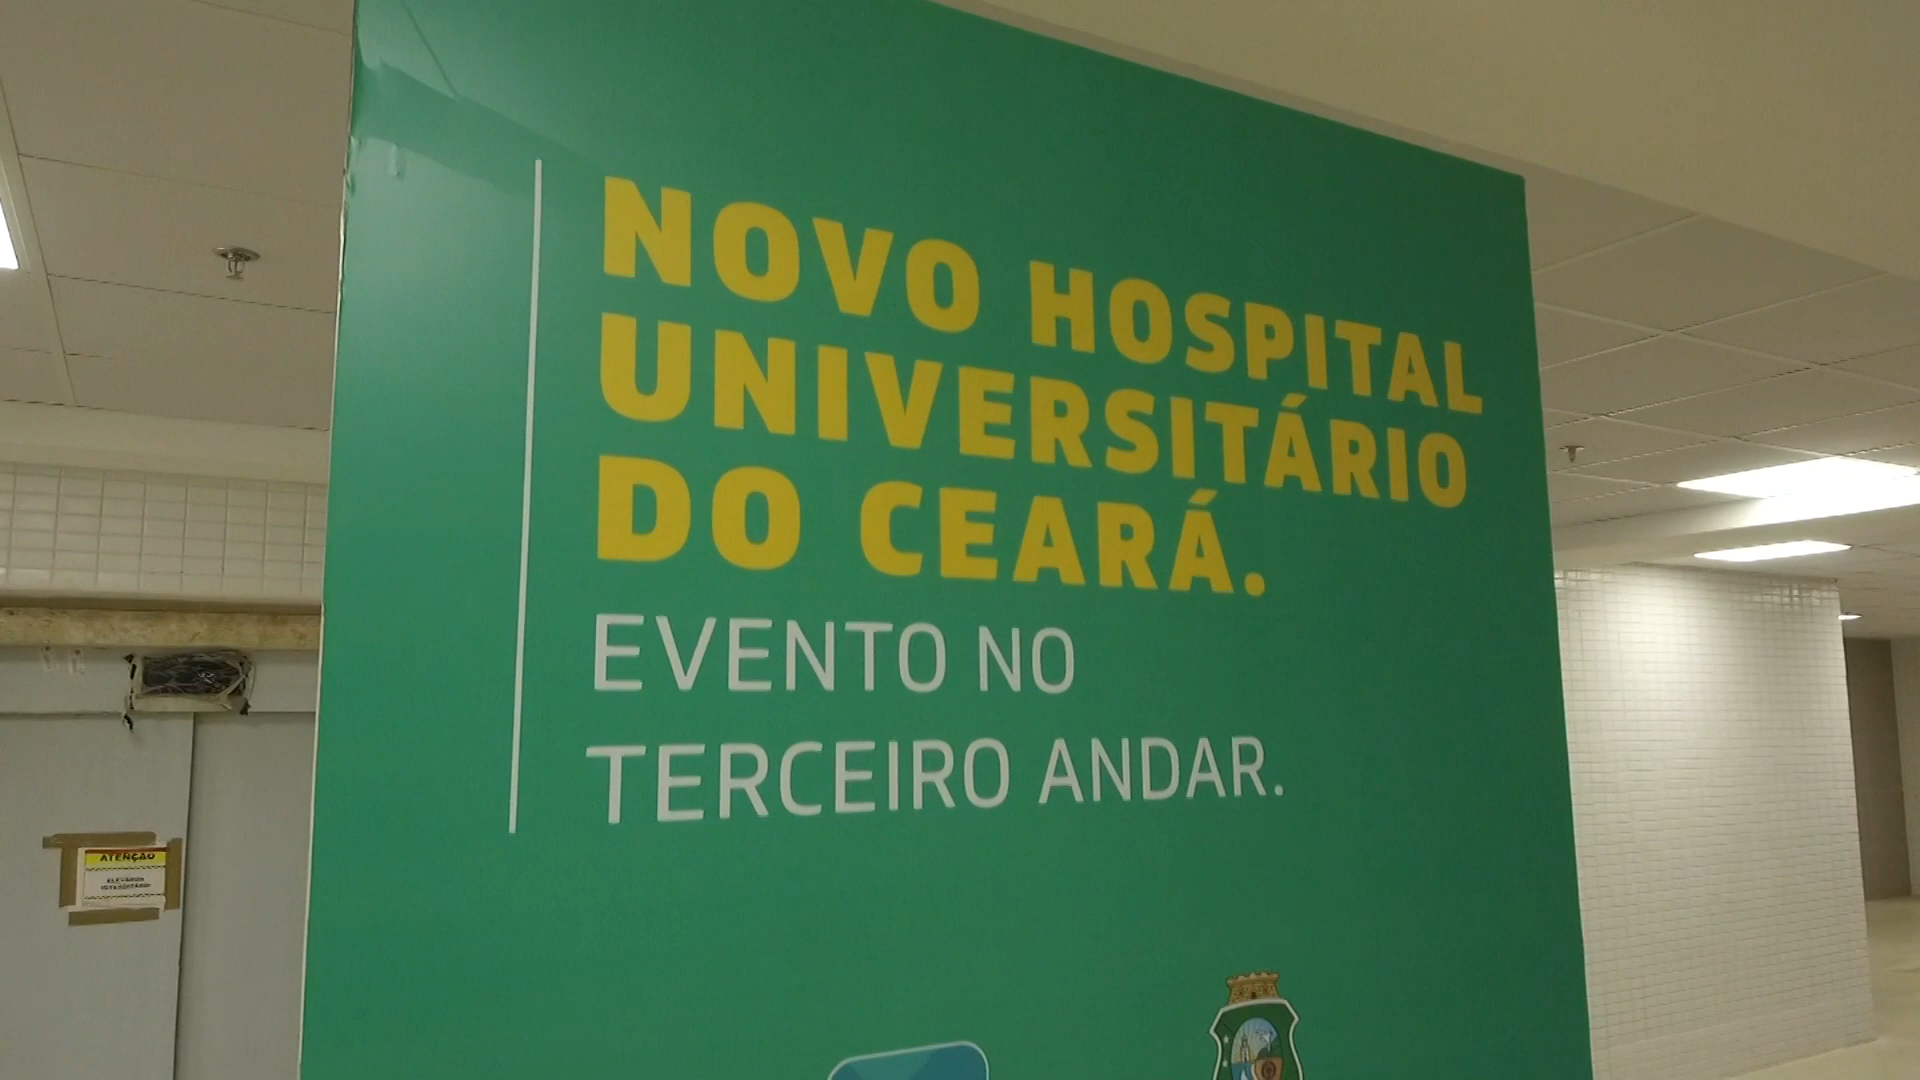 NOVO HOSPITAL
UNIVERSITÁRIO
DO CEARÁ.
EVENTO NO
TERCEIRO ANDAR.
ATENÇÃO